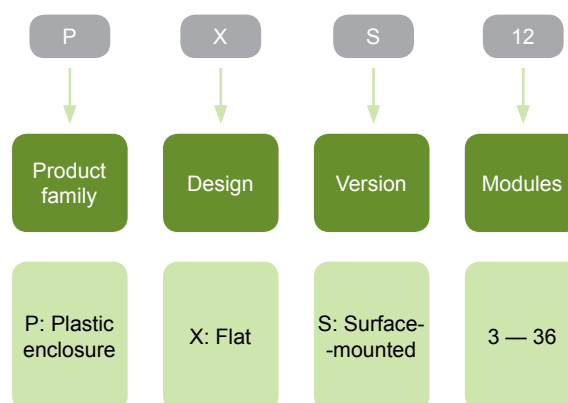 P
X
S
12
Product
family
Design
Version
Modules
P: Plastic
enclosure
X: Flat
S: Surface-
-mounted
3 — 36